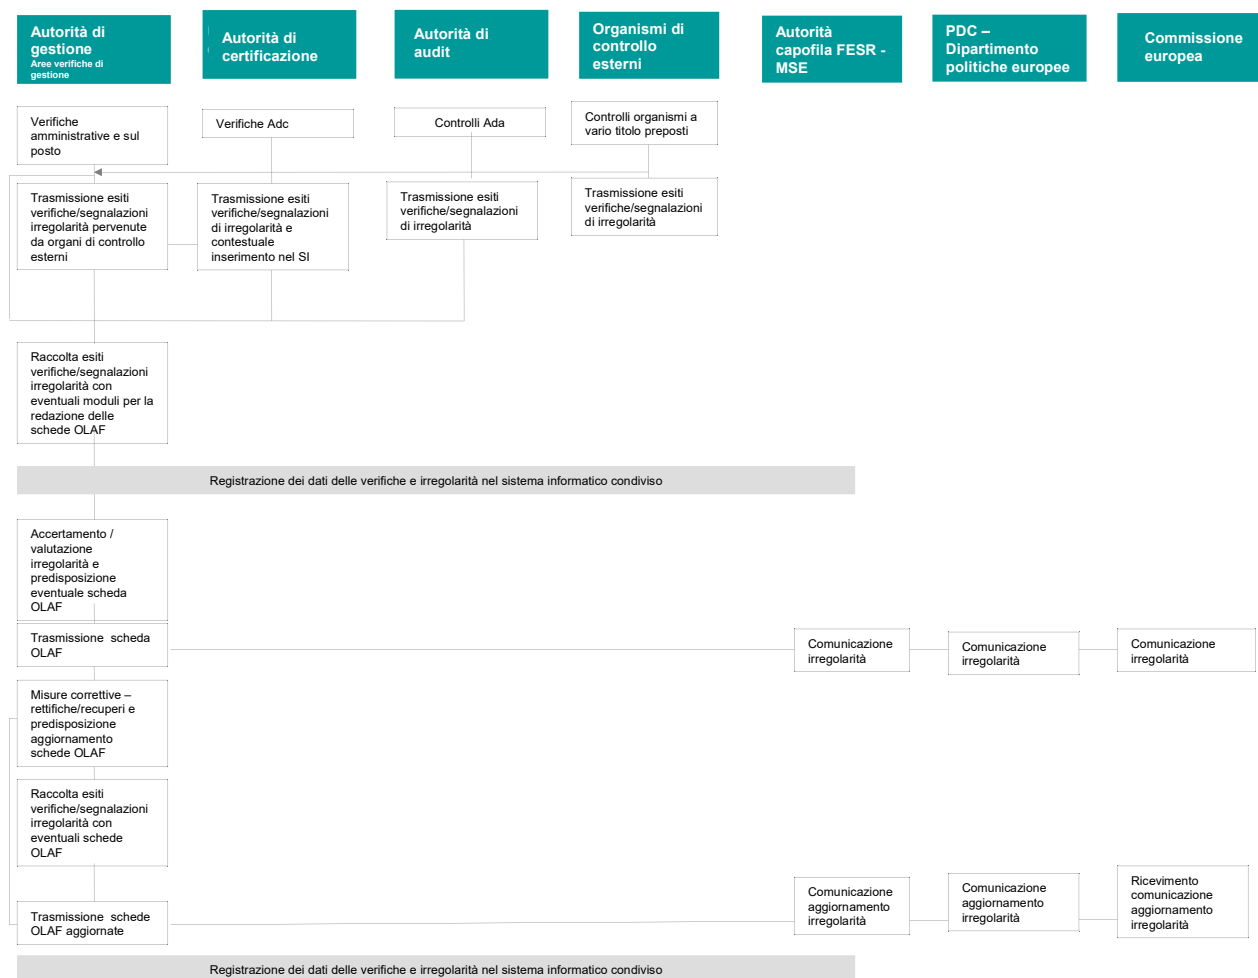 Autorità di
gestione
Aree verifiche di
gestione
Autorità di
certificazione
Autorità di
audit
Organismi di
controllo
esterni
Autorità
capofila FESR -
MSE
PDC –
Dipartimento
politiche europee
Commissione
europea
Verifiche
amministrative e sul
posto
Verifiche Adc
Controlli Ada
Controlli organismi a
vario titolo preposti
Trasmissione esiti
verifiche/segnalazioni
irregolarità pervenute
da organi di controllo
esterni
Trasmissione esiti
verifiche/segnalazioni
di irregolarità e
contestuale
inserimento nel SI
Trasmissione esiti
verifiche/segnalazioni
di irregolarità
Trasmissione esiti
verifiche/segnalazioni
di irregolarità
Raccolta esiti
verifiche/segnalazioni
irregolarità con
eventuali moduli per la
redazione delle
schede OLAF
Registrazione dei dati delle verifiche e irregolarità nel sistema informatico condiviso
Accertamento /
valutazione
irregolarità e
predisposizione
eventuale scheda
OLAF
Trasmissione scheda
OLAF
Comunicazione
irregolarità
Comunicazione
irregolarità
Comunicazione
irregolarità
Misure correttive –
rettifiche/recuperi e
predisposizione
aggiornamento
schede OLAF
Raccolta esiti
verifiche/segnalazioni
irregolarità con
eventuali schede
OLAF
Trasmissione schede
OLAF aggiornate
Comunicazione
aggiornamento
irregolarità
Comunicazione
aggiornamento
irregolarità
Ricevimento
comunicazione
aggiornamento
irregolarità
Registrazione dei dati delle verifiche e irregolarità nel sistema informatico condiviso